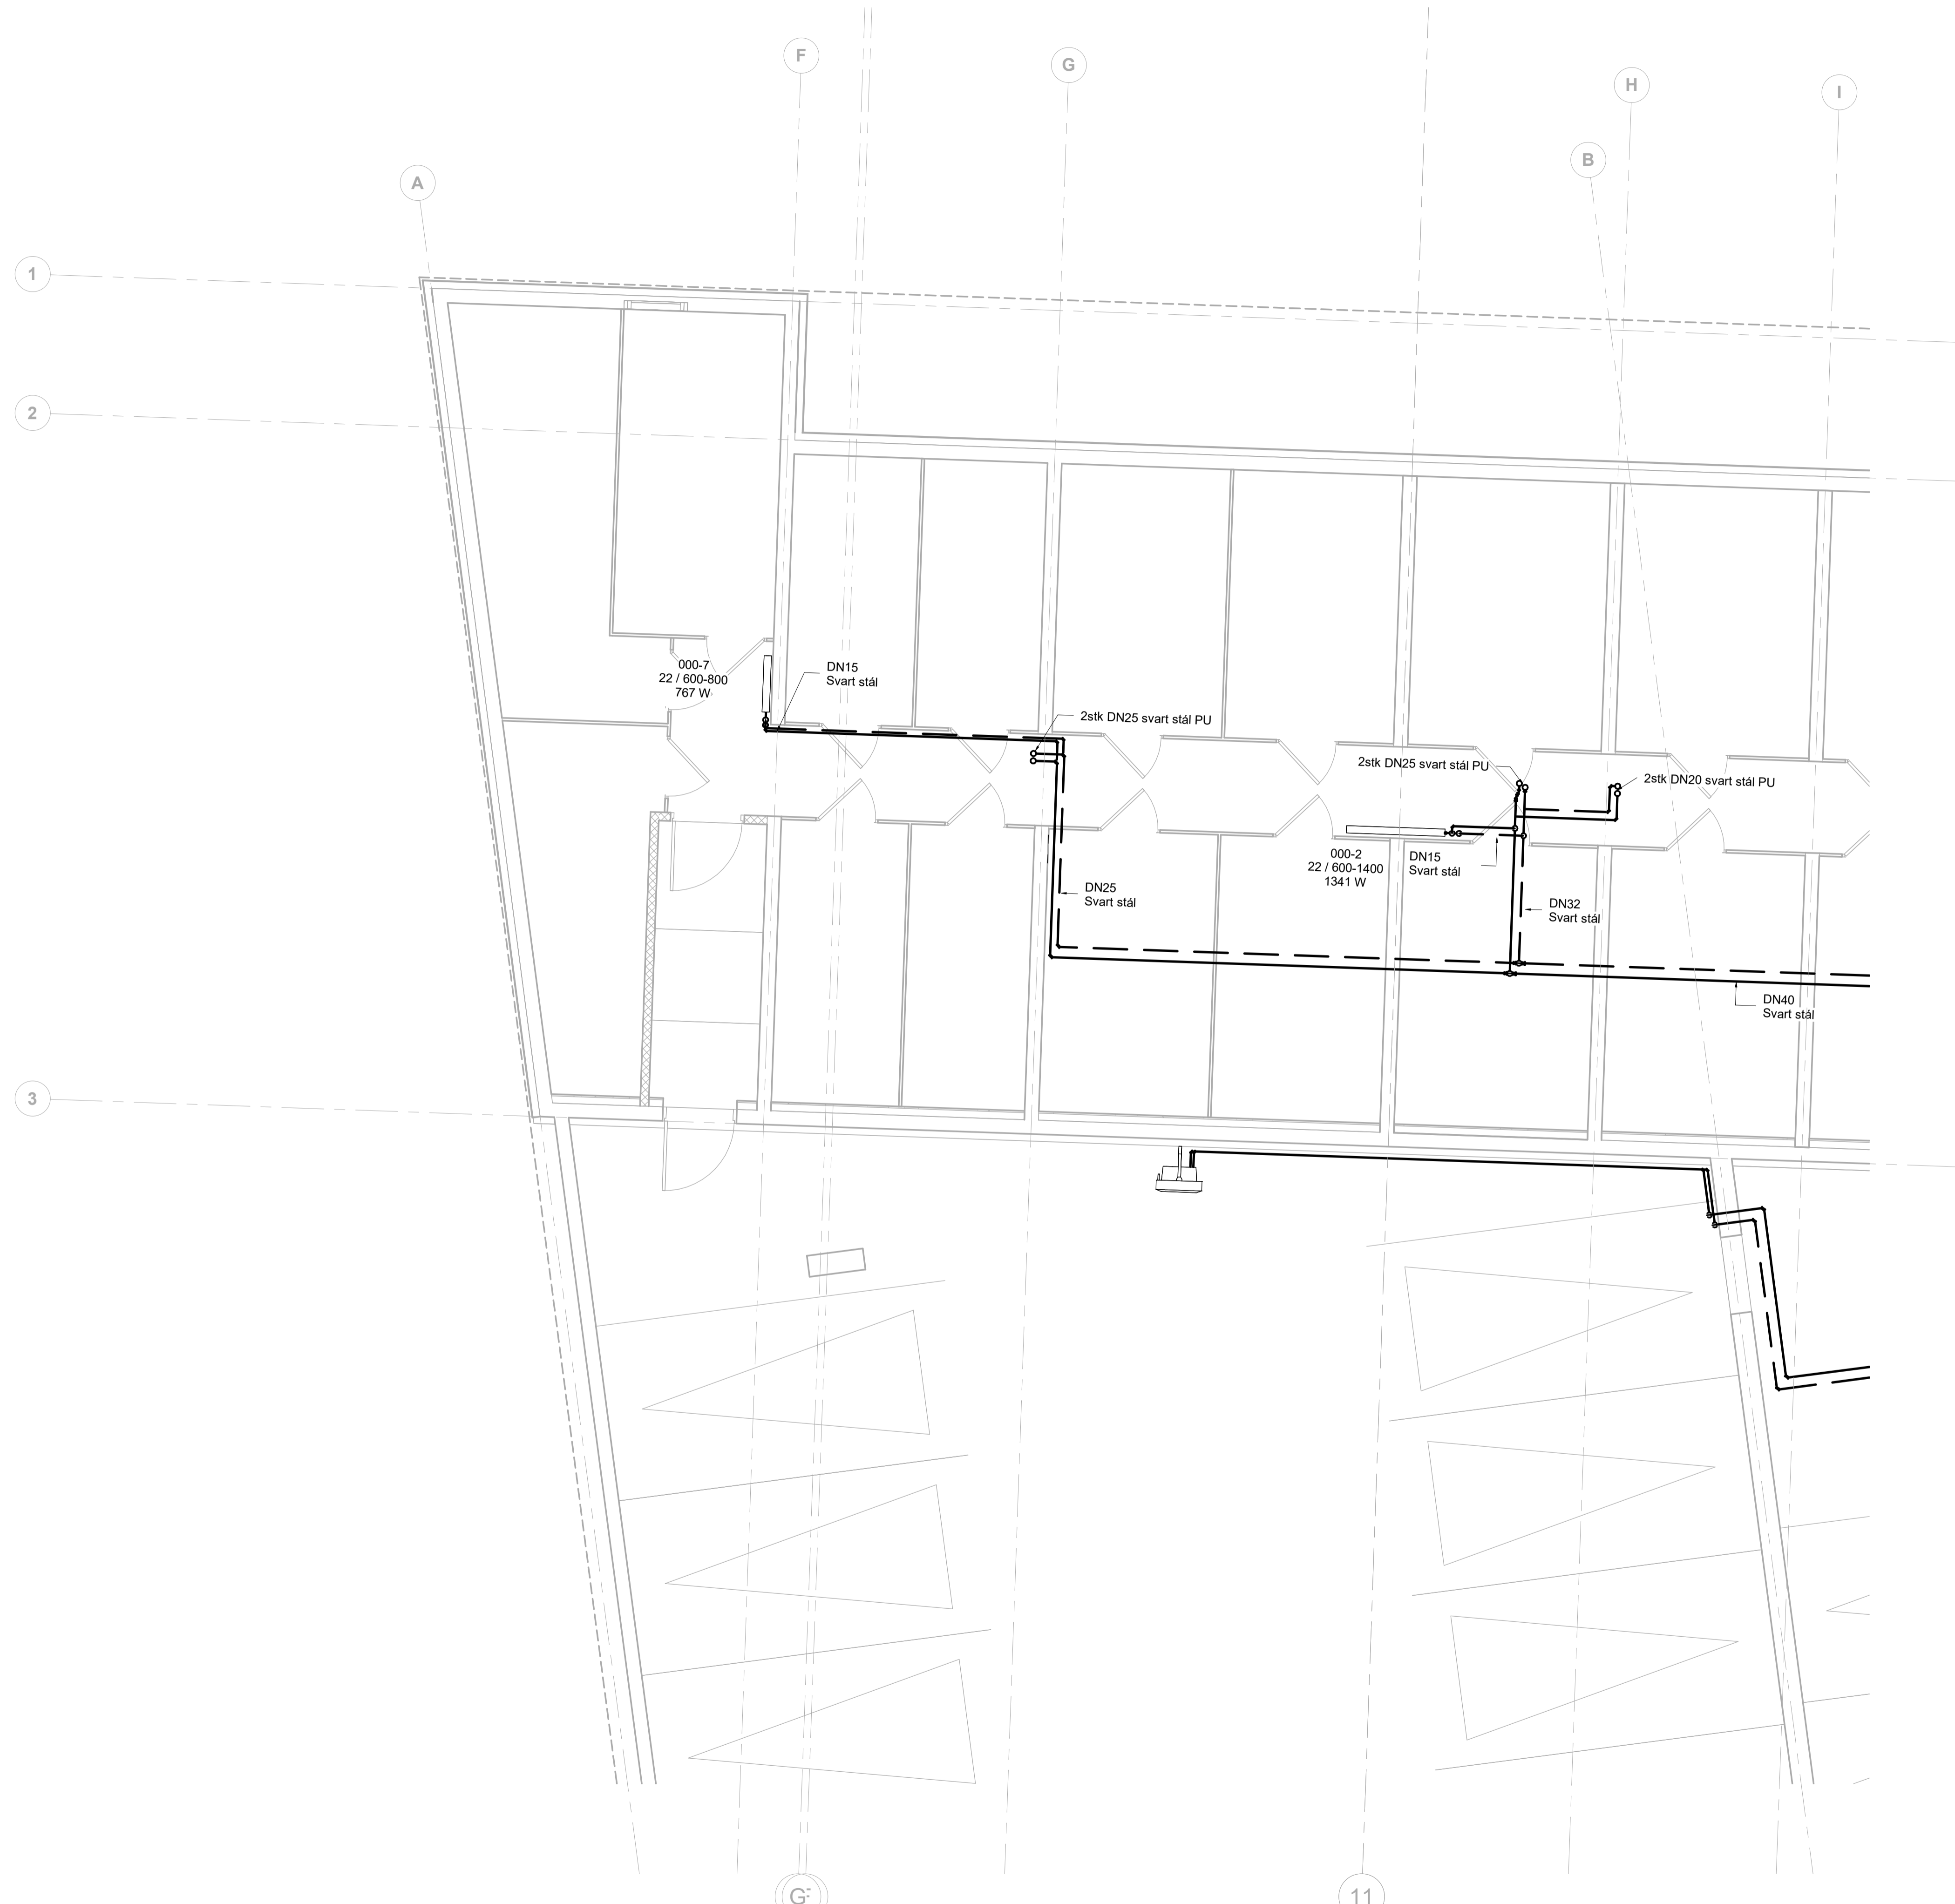 F
G
H
I
B
A
1
2
000-7
22 / 600-800
767 W
DN15
Svart stál
2stk DN25 svart stál PU
2stk DN25 svart stál PU
2stk DN20 svart stál PU
000-2
22 / 600-1400
1341 W
DN15
Svart stál
DN25
Svart stál
DN32
Svart stál
DN40
Svart stál
3
G
11